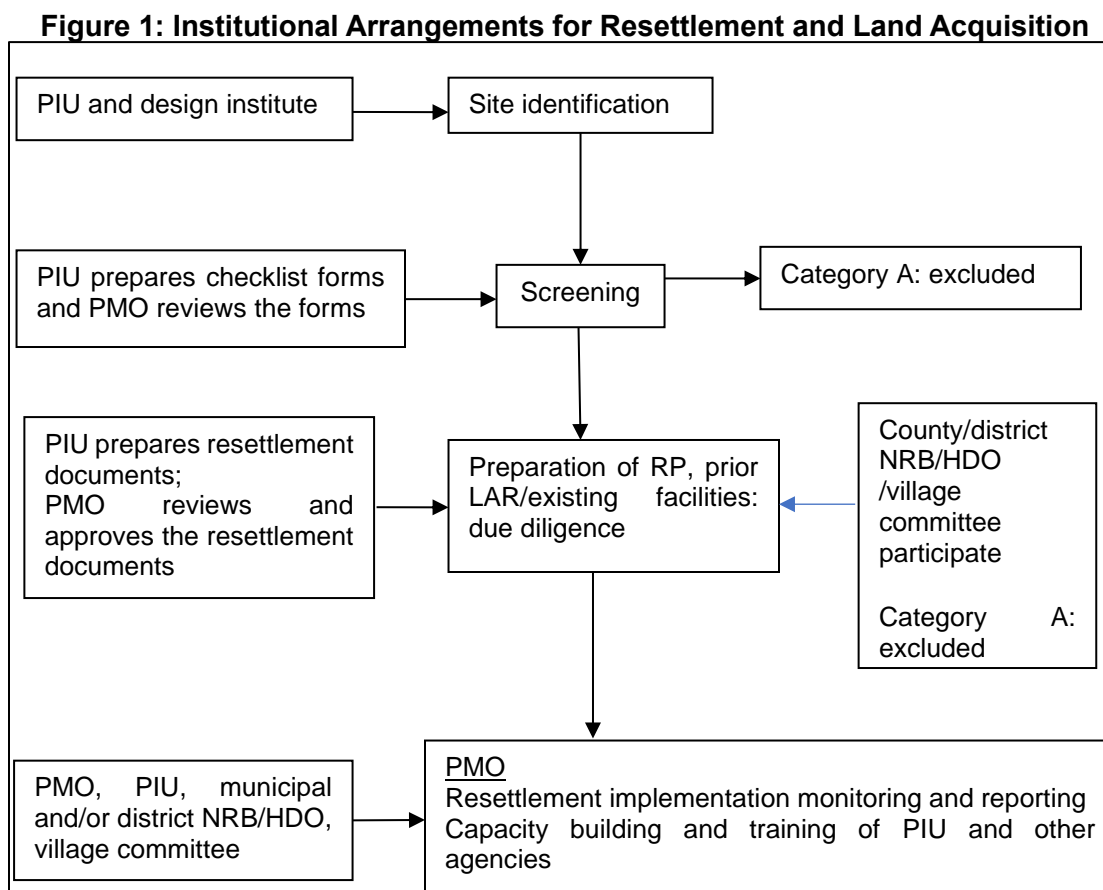 Figure 1: Institutional Arrangements for Resettlement and Land Acquisition
PIU and design institute
Site identification
PIU prepares checklist forms
and PMO reviews the forms
Screening
Category A: excluded
PIU prepares resettlement
documents;
PMO reviews and
approves the resettlement
documents
Preparation of RP, prior
LAR/existing facilities:
due diligence
County/district
NRB/HDO
/village
committee
participate
Category A:
excluded
PMO, PIU, municipal
and/or district NRB/HDO,
village committee
PMO
Resettlement implementation monitoring and reporting
Capacity building and training of PIU and other
agencies